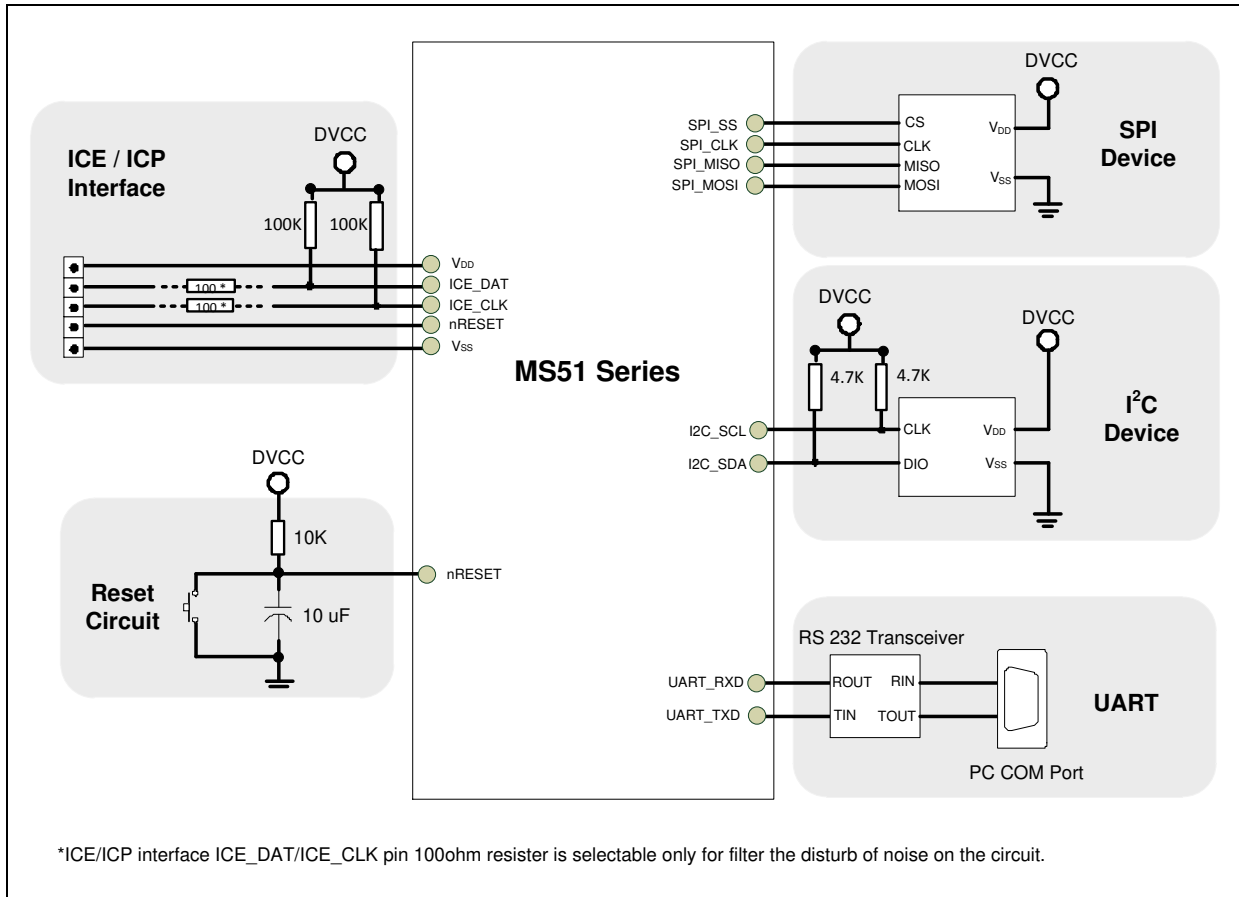 ICE / ICP
Interface
DVCC
100K
100K
100 *
100 *
VDD
ICE_DAT
ICE_CLK
nRESET
VSS
MS51 Series
DVCC
10K
Reset
Circuit
10 uF
nRESET
SPI_SS
SPI_CLK
SPI_MISO
SPI_MOSI
CS
CLK
MISO
MOSI
VDD
VSS
DVCC
SPI
Device
DVCC
4.7K
4.7K
DVCC
I2C_SCL
I2C_SDA
CLK
DIO
VDD
VSS
I²C
Device
RS 232 Transceiver
UART_RXD
UART_TXD
ROUT
RIN
TIN
TOUT
UART
PC COM Port
*ICE/ICP interface ICE_DAT/ICE_CLK pin 100ohm resister is selectable only for filter the disturb of noise on the circuit.